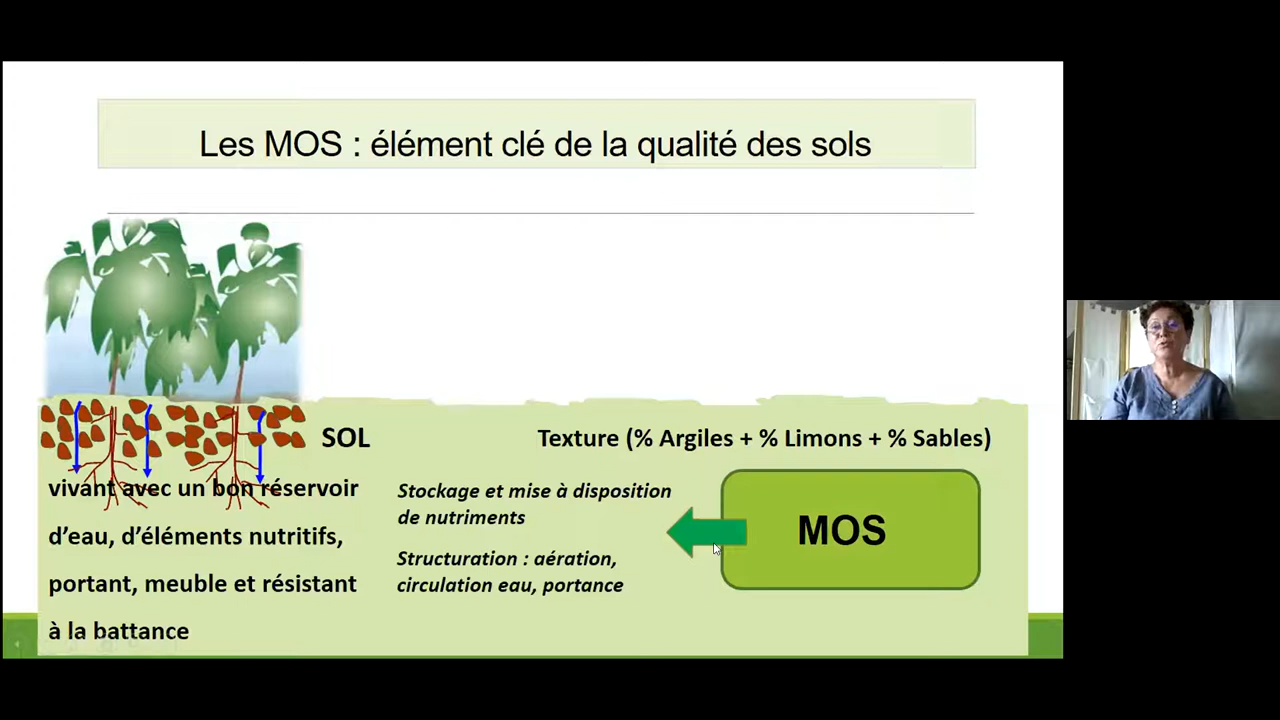 Les MOS : élément clé de la qualité des sols
SOL
Texture (% Argiles + % Limons + % Sables)
vivant avec un bon réservoir
d’eau, d’éléments nutritifs,
portant, meuble et résistant
à la battance
Stockage et mise à disposition
de nutriments
Structuration : aération,
circulation eau, portance
MOS